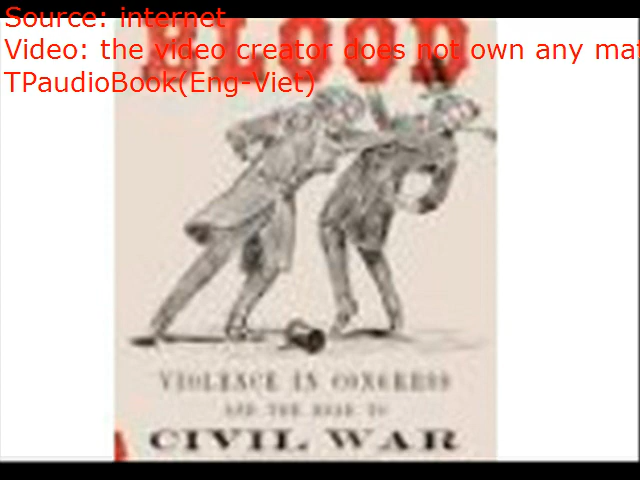 Source: internet
Video: the video creator does not own any mat
TPaudioBook(Eng-Viet)
BLOOD
VIOLENCE IN CONGRESS
AND THE ROAD TO
CIVIL WAR